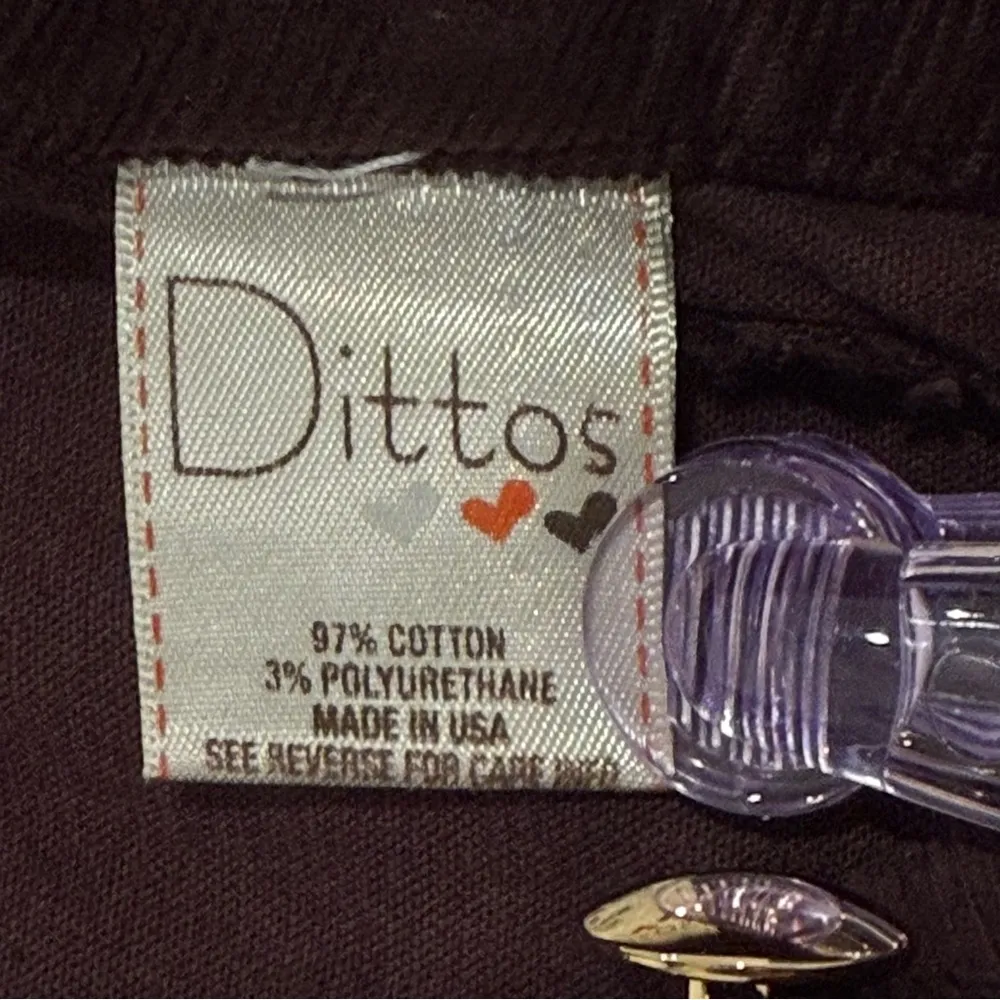 Dittos
97% COTTON
3% POLYURETHANE
MADE IN USA
SEE REVERSE FOR CARE INFO